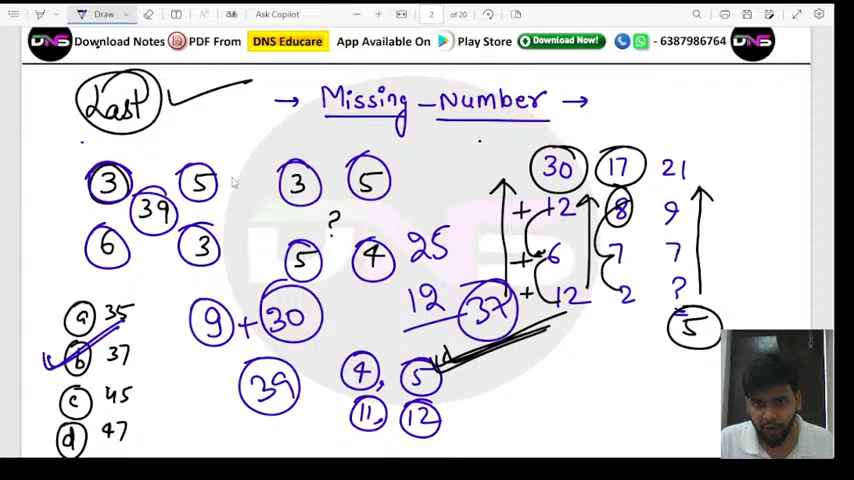 Draw
Ask Copilot
2 of 20
DNS Download Notes PDF From DNS Educare App Available On Play Store Download Now! - 6387986764 DNS
Last → Missing-Number →
3 5 3 5
39 ?
6 3 5 4
9 + 30
39
25
12 37
4, 5
11, 12
a 35
b 37
c 45
d 47
30 17 21
+12 8 9
+6 7 7
+12 2 ?
5